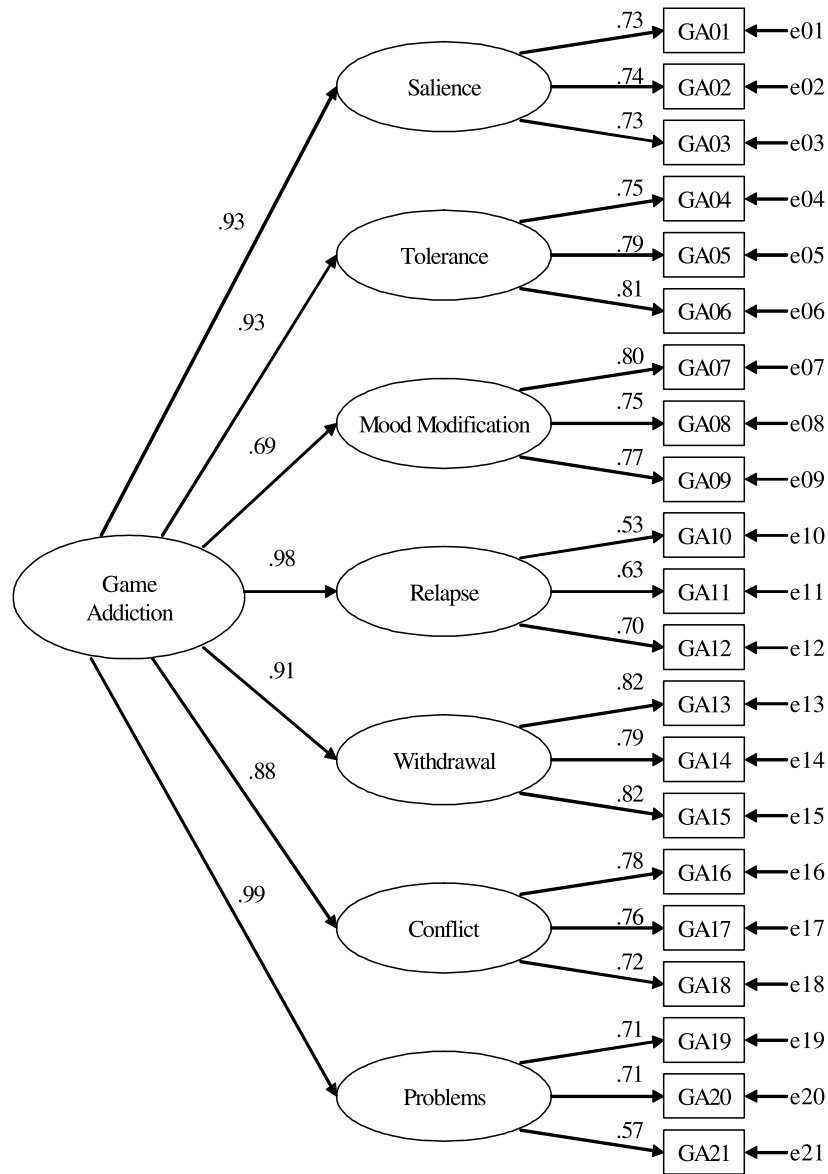 .73
GA01
e01
Salience
.74
GA02
e02
.73
GA03
e03
.93
.75
GA04
e04
Tolerance
.79
GA05
e05
.93
.81
GA06
e06
.80
GA07
e07
Mood Modification
.75
GA08
e08
.69
.77
GA09
e09
.53
GA10
e10
Game
Addiction
.98
Relapse
.63
GA11
e11
.70
GA12
e12
.91
.82
GA13
e13
Withdrawal
.79
GA14
e14
.88
.82
GA15
e15
.78
GA16
e16
.99
Conflict
.76
GA17
e17
.72
GA18
e18
.71
GA19
e19
Problems
.71
GA20
e20
.57
GA21
e21